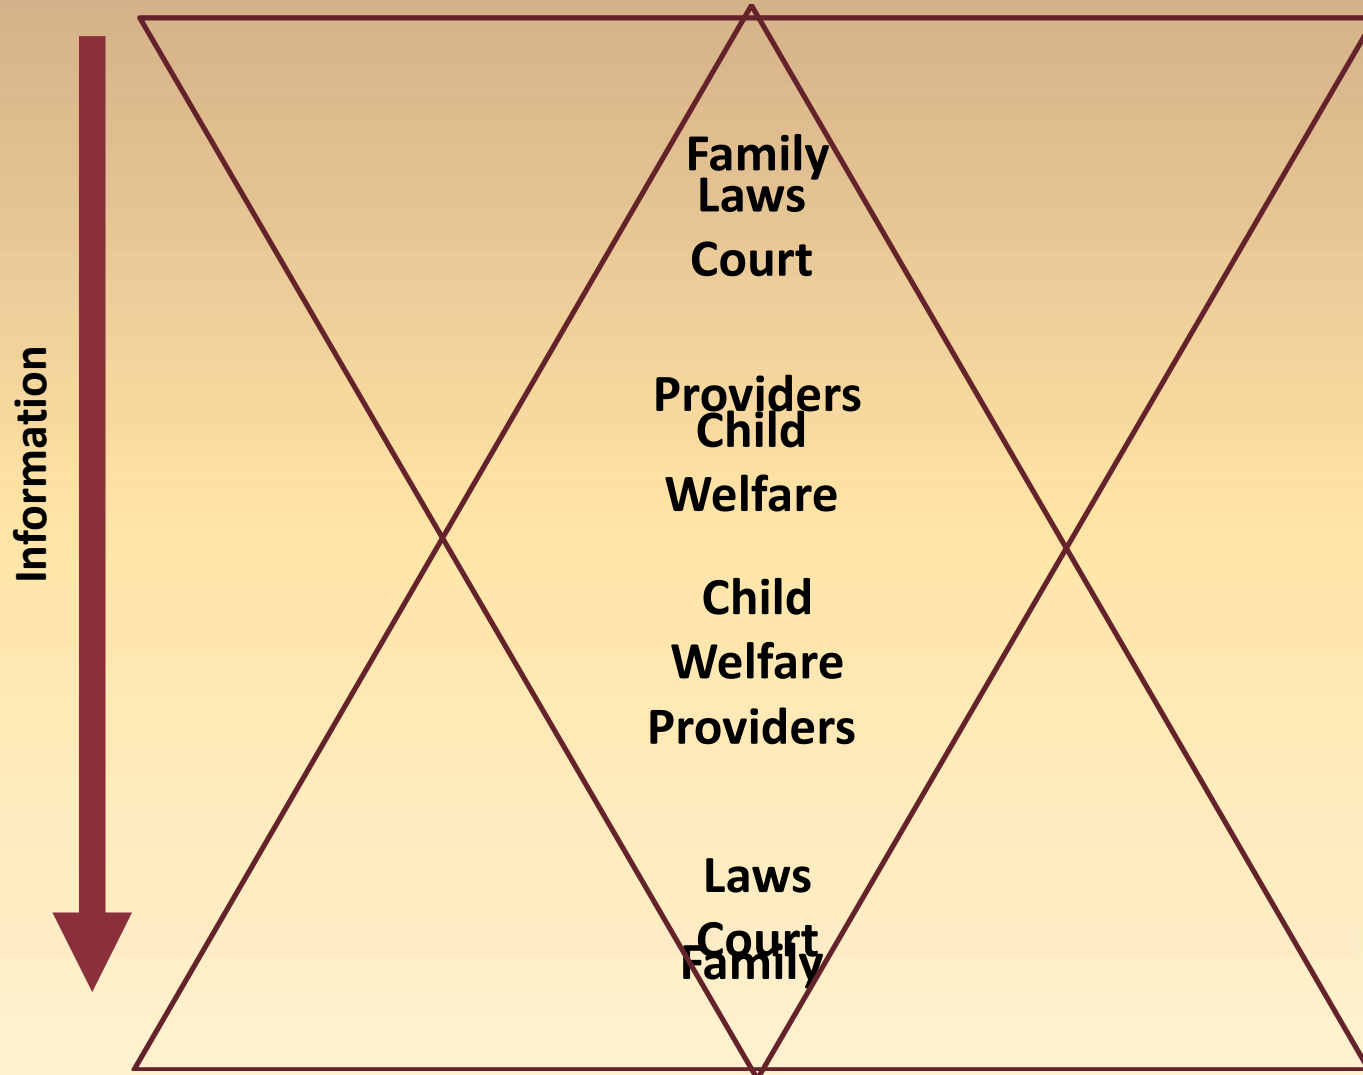 Information
Family
Laws
Court
Providers
Child
Welfare
Child
Welfare
Providers
Laws
Court
Family